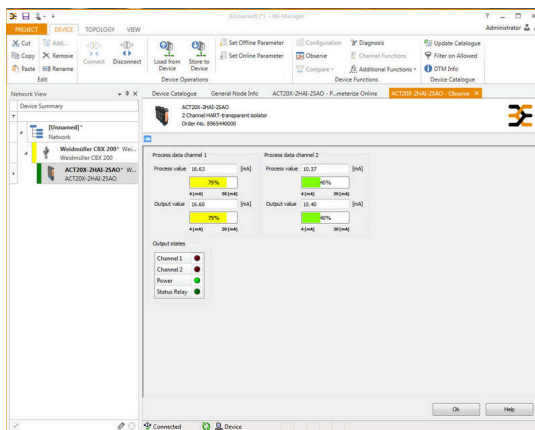 [Unnamed] (*). - WI-Manager
PROJECT DEVICE TOPOLOGY VIEW
Administrator
Cut Add... Set Offline Parameter Configuration Diagnosis Update Catalogue
Copy Remove Connect Disconnect Load from Device Store to Device Set Online Parameter Observe Channel Functions Filter on Allowed
Paste Rename Compare Additional Functions DTM Info
Edit Device Operations Device Functions Device Catalogue
Network View
Device Catalogue General Node Info ACT20X-2HAI-2SAO - P...meterize Online ACT20X-2HAI-2SAO - Observe
Device Summary
ACT20X-2HAI-2SAO
2 Channel HART-transparent isolator
Order-No. 8965440000
[Unnamed]*
Network
Weidmüller CBX 200* Wei...
Weidmüller CBX 200
ACT20X-2HAI-2SAO* W...
ACT20X-2HAI-2SAO
Process data channel 1 Process data channel 2
Process value 16.63 [mA] Process value 10.37 [mA]
79% 40%
4 [mA] 20 [mA] 4 [mA] 20 [mA]
Output value 16.60 [mA] Output value 10.40 [mA]
79% 40%
4 [mA] 20 [mA] 4 [mA] 20 [mA]
Output states
Channel 1
Channel 2
Power
Status Relay
Ok Help
Connected Device